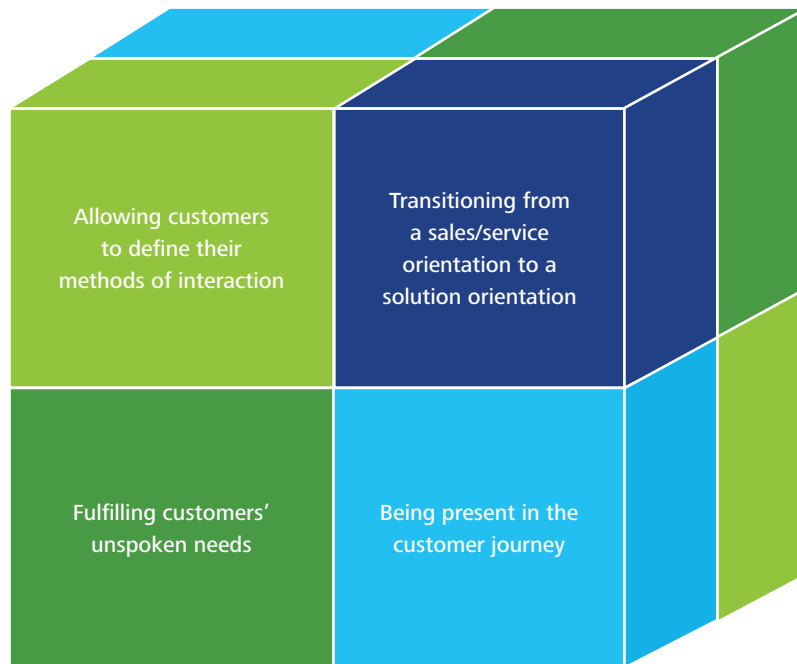 Allowing customers
to define their
methods of interaction
Transitioning from
a sales/service
orientation to a
solution orientation
Fulfilling customers’
unspoken needs
Being present in the
customer journey